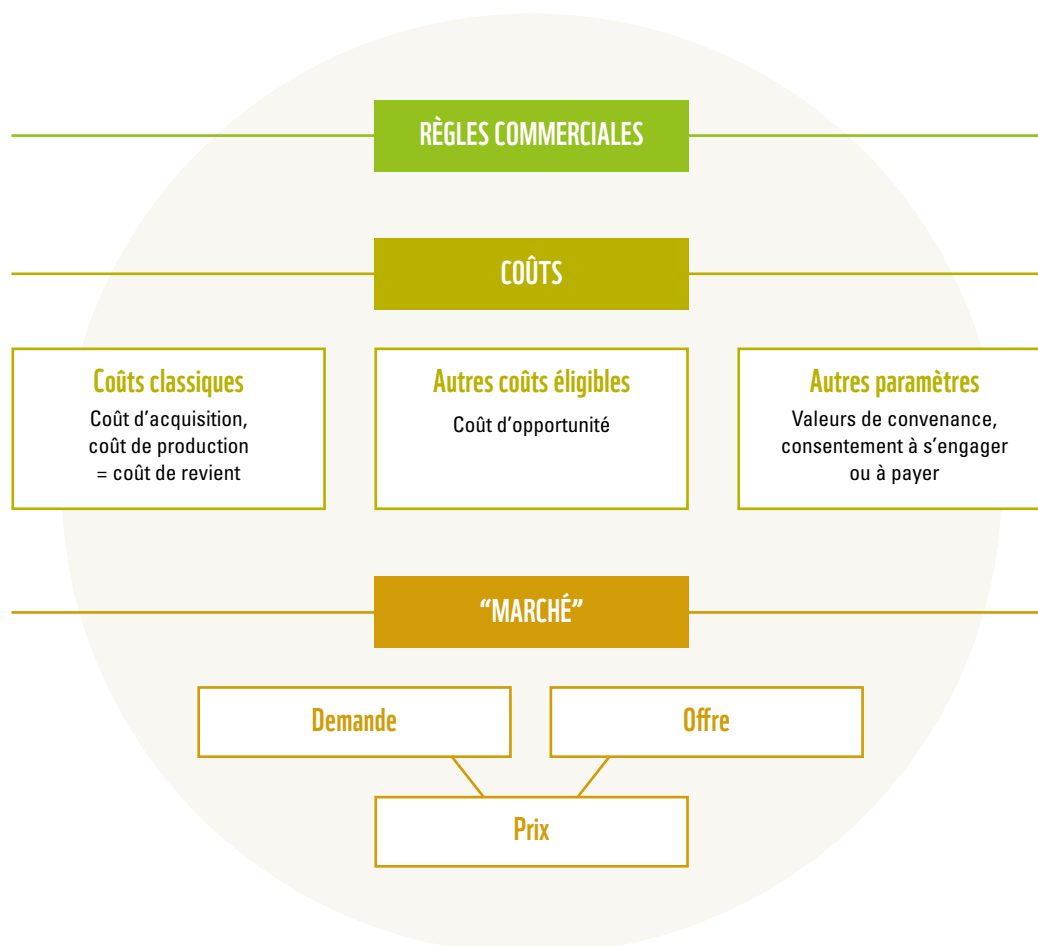 RÈGLES COMMERCIALES
COÛTS
Coûts classiques
Coût d’acquisition,
coût de production
= coût de revient
Autres coûts éligibles
Coût d’opportunité
Autres paramètres
Valeurs de convenance,
consentement à s’engager
ou à payer
“MARCHÉ”
Demande
Offre
Prix